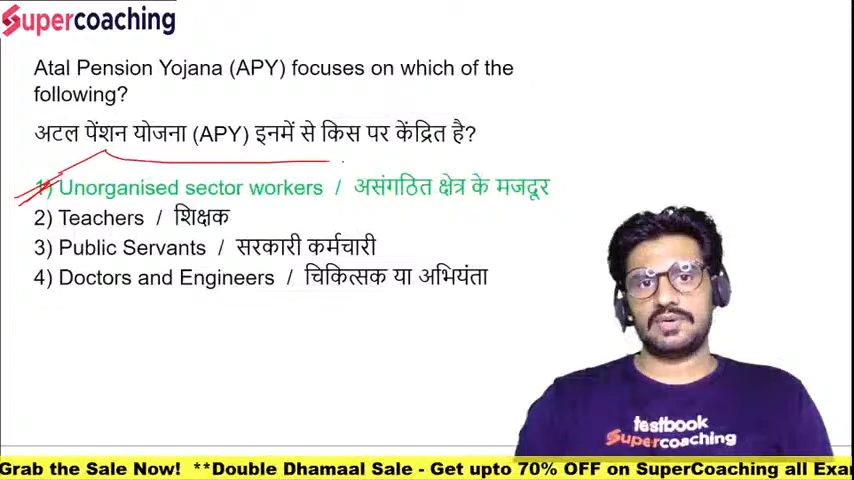 Supercoaching
Atal Pension Yojana (APY) focuses on which of the
following?
अटल पेंशन योजना (APY) इनमें से किस पर केंद्रित है?
1) Unorganised sector workers / असंगठित क्षेत्र के मजदूर
2) Teachers / शिक्षक
3) Public Servants / सरकारी कर्मचारी
4) Doctors and Engineers / चिकित्सक या अभियंता
testbook
Supercoaching
Grab the Sale Now! **Double Dhamaal Sale - Get upto 70% OFF on SuperCoaching all Exa